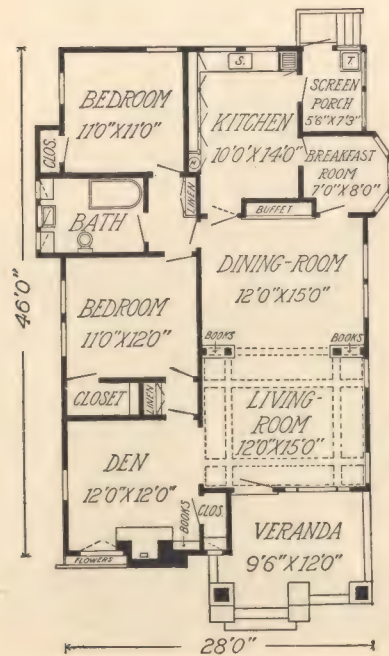 S.
T.
BEDROOM
11'0"X11'0"
KITCHEN
10'0'X14'0"
SCREEN
PORCH
5'6"X7'3"
CLOS.
LINEN
BREAKFAST
ROOM
7'0"X8'0"
BATH
BUFFET
46'0"
BEDROOM
11'0"X12'0"
DINING-ROOM
12'0"X15'0"
BOOKS
BOOKS
CLOSET
LINEN
LIVING-
ROOM
12'0"X15'0"
DEN
12'0"X12'0"
BOOKS
CLOS.
VERANDA
9'6"X12'0"
FLOWERS
28'0"